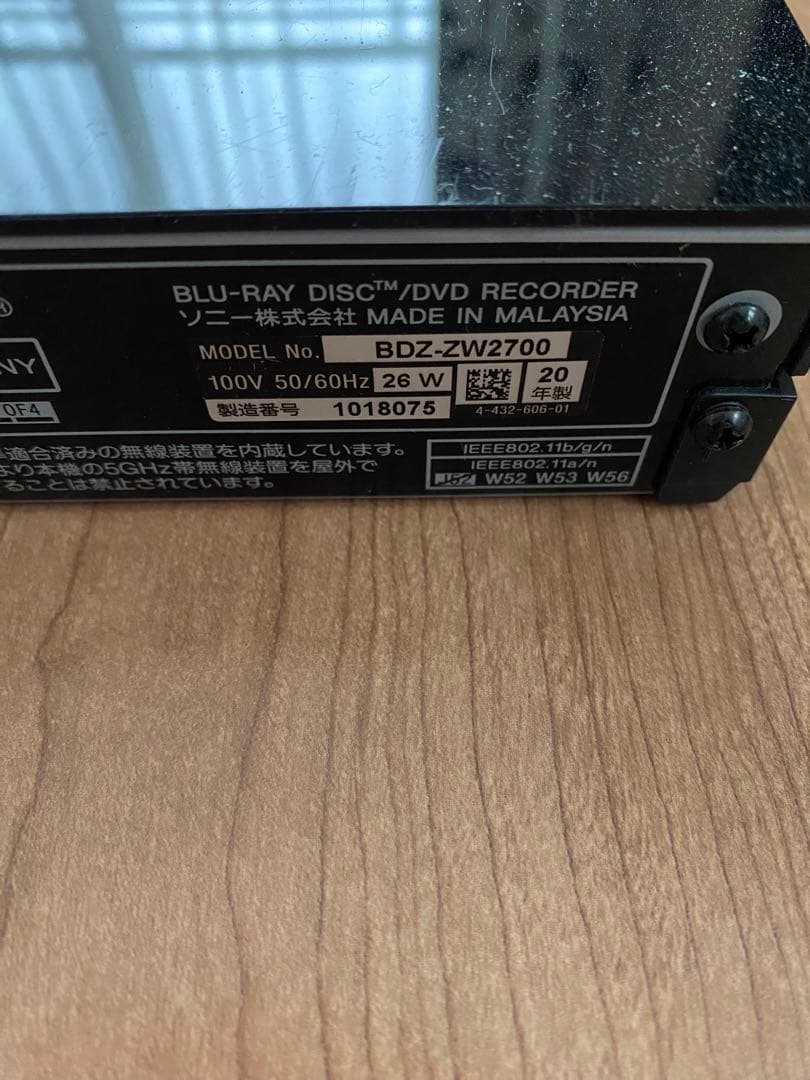 BLU-RAY DISC™/DVD RECORDER
ソニー株式会社 MADE IN MALAYSIA
MODEL No. BDZ-ZW2700
100V 50/60Hz 26 W 20年製
製造番号 1018075 4-432-606-01
NY
0F4
適合済みの無線装置を内蔵しています。
より本機の5GHz帯無線装置を屋外で
ることは禁止されています。
IEEE802.11b/g/n
IEEE802.11a/n
J52 W52 W53 W56